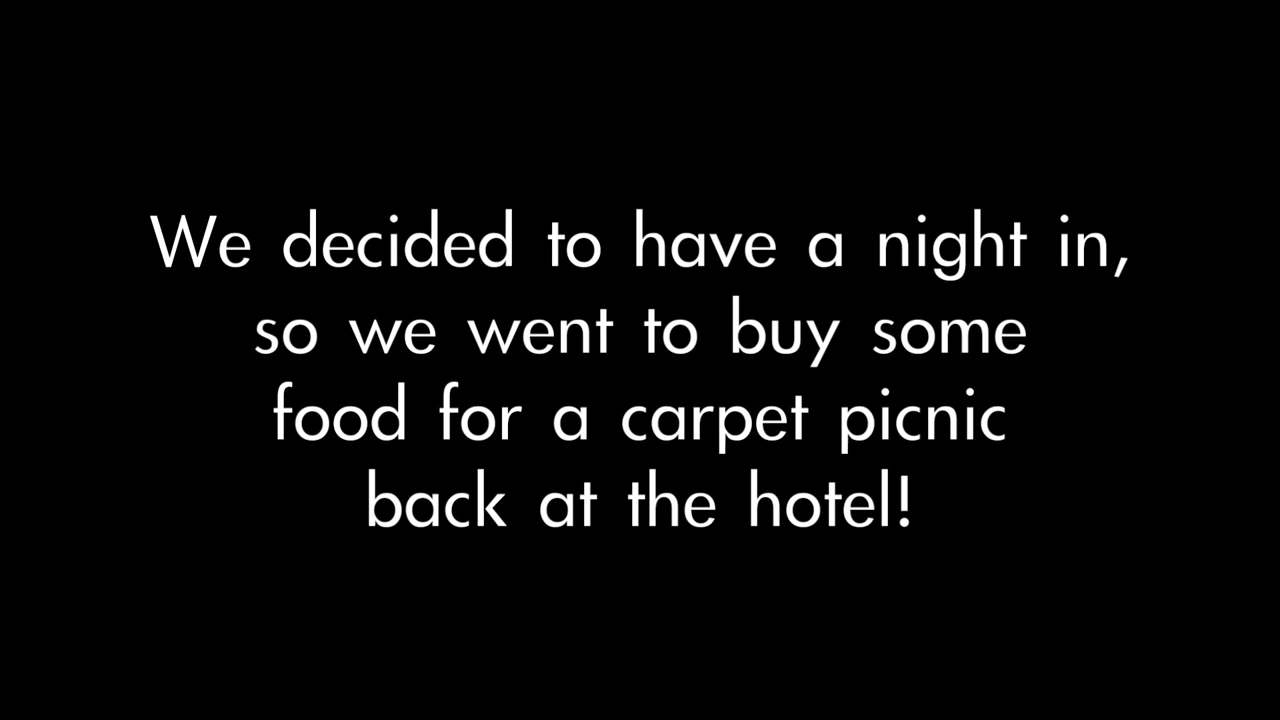 We decided to have a night in,
so we went to buy some
food for a carpet picnic
back at the hotel!